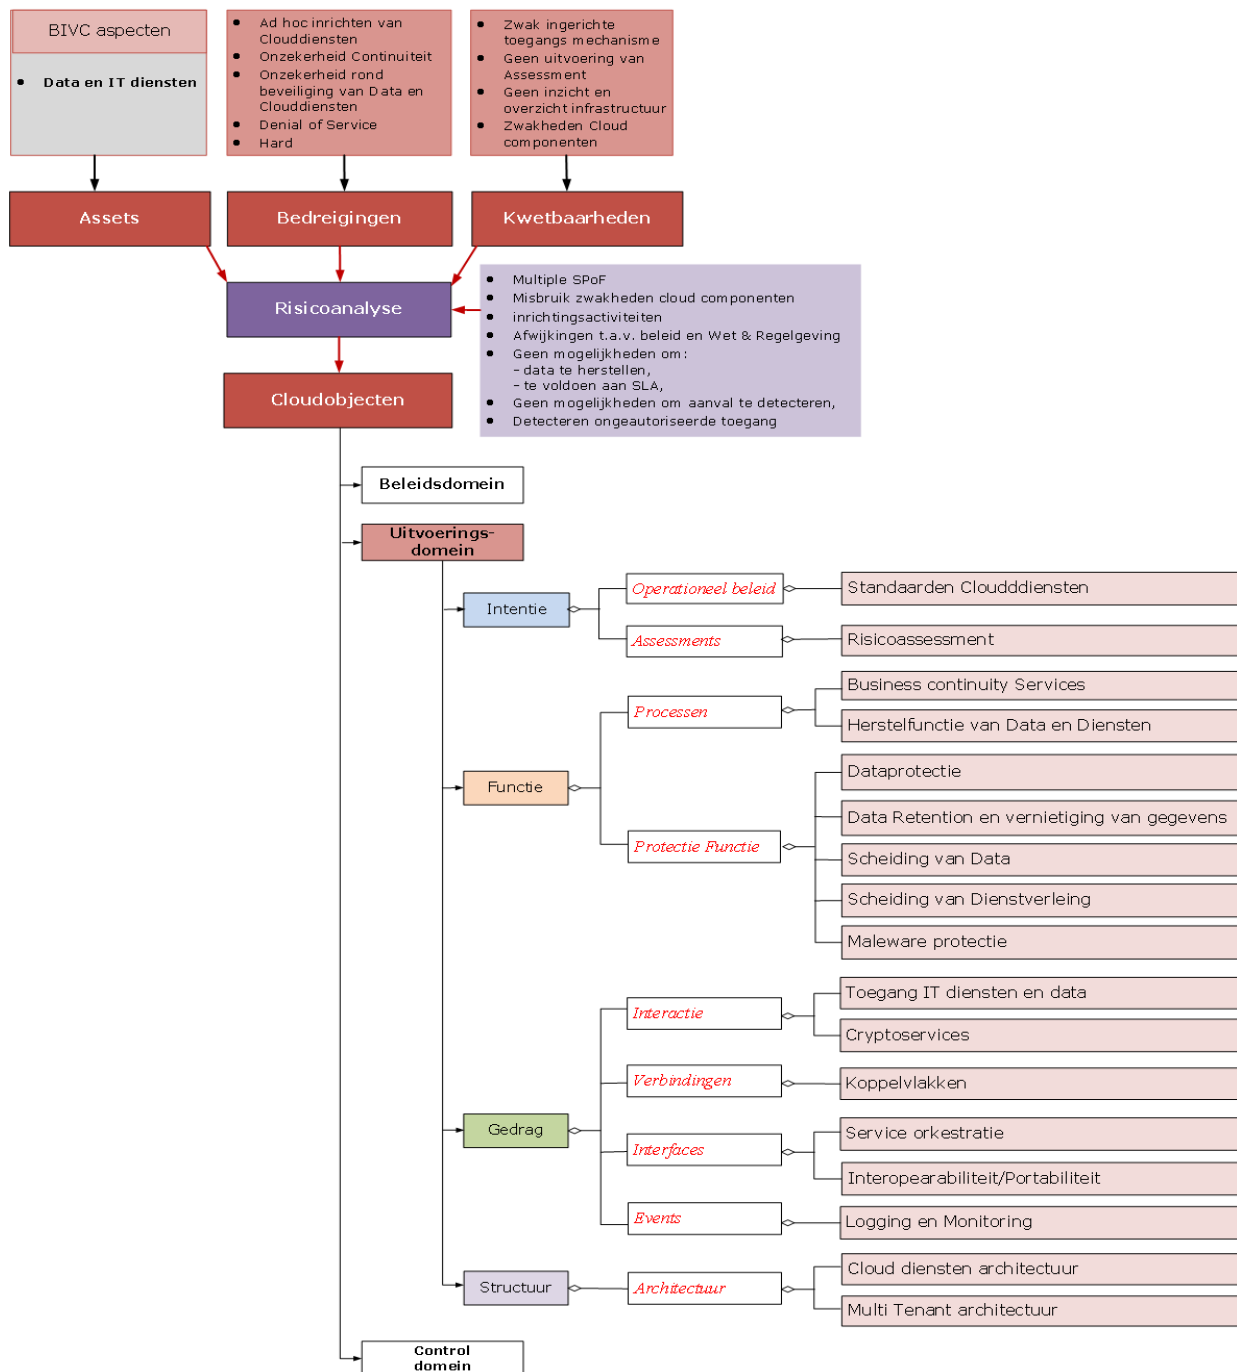 BIVC aspecten
Data en IT diensten
Ad hoc inrichten van
Clouddiensten
Onzekerheid Continuiteit
Onzekerheid rond
beveiliging van Data en
Clouddiensten
Denial of Service
Hard
Zwak ingerichte
toegangs mechanisme
Geen uitvoering van
Assessment
Geen inzicht en
overzicht infrastructuur
Zwakheden Cloud
componenten
Assets
Bedreigingen
Kwetbaarheden
Risicoanalyse
Multiple SPoF
Misbruik zwakheden cloud componenten
inrichtingsactiviteiten
Afwijkingen t.a.v. beleid en Wet & Regelgeving
Geen mogelijkheden om:
– data te herstellen,
– te voldoen aan SLA,
Geen mogelijkheden om aanval te detecteren,
Detecteren ongeautoriseerde toegang
Cloudobjecten
Beleidsdomein
Uitvoerings-
domein
Intentie
Operationeel beleid
Standaarden Cloudddiensten
Assessments
Risicoassessment
Functie
Processen
Business continuity Services
Herstelfunctie van Data en Diensten
Protectie Functie
Dataprotectie
Data Retention en vernietiging van gegevens
Scheiding van Data
Scheiding van Dienstverleing
Maleware protectie
Gedrag
Interactie
Toegang IT diensten en data
Cryptoservices
Verbindingen
Koppelvlakken
Interfaces
Service orkestratie
Interopearabiliteit/Portabiliteit
Events
Logging en Monitoring
Structuur
Architectuur
Cloud diensten architectuur
Multi Tenant architectuur
Control
domein